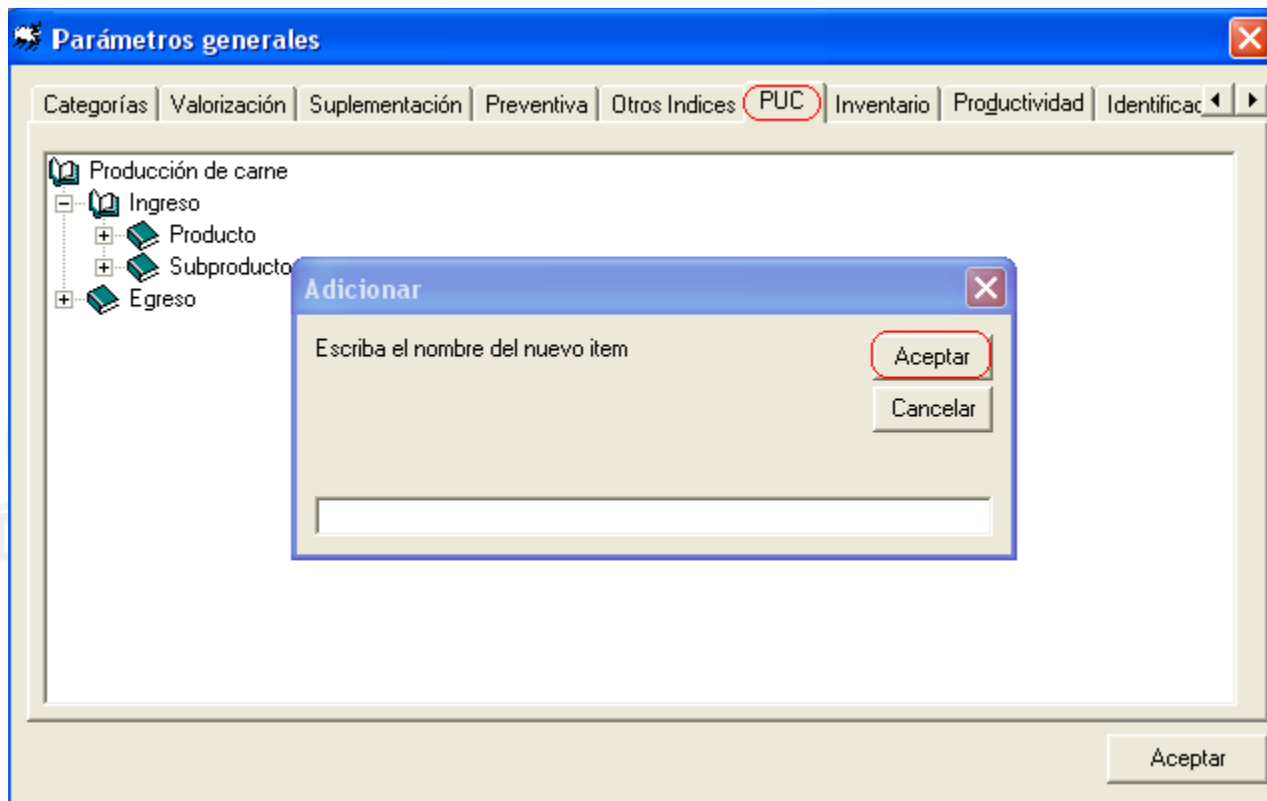 Parámetros generales
Categorías Valorización Suplementación Preventiva Otros Indices PUC Inventario Productividad Identificac
Producción de carne
Ingreso
Producto
Subproducto
Egreso
Adicionar
Escriba el nombre del nuevo item
Aceptar
Cancelar
Aceptar